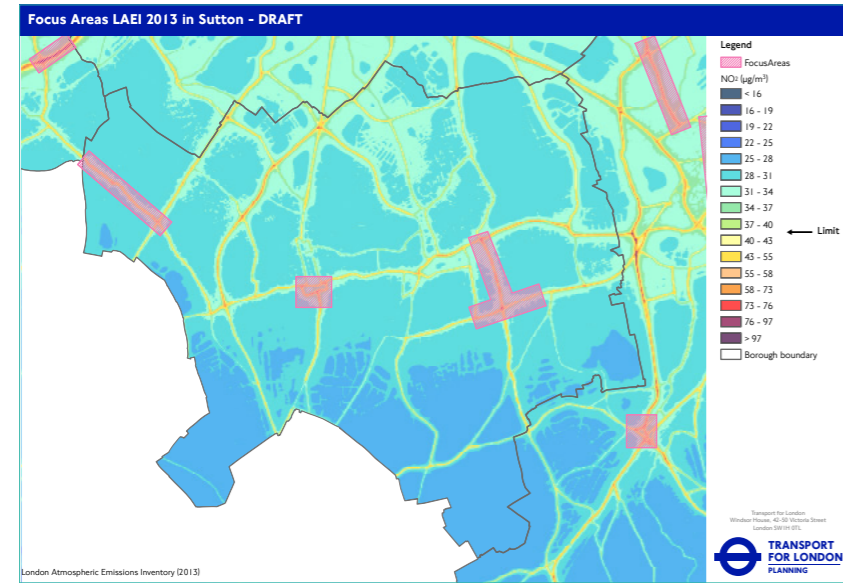 Focus Areas LAEI 2013 in Sutton - DRAFT
Legend
FocusAreas
NO2 (µg/m³)
< 16
16 - 19
19 - 22
22 - 25
25 - 28
28 - 31
31 - 34
34 - 37
37 - 40
40 - 43
43 - 55
55 - 58
58 - 73
73 - 76
76 - 97
> 97
Borough boundary
Limit
Transport for London
Windsor House, 42-50 Victoria Street
London SW1H 0TL
TRANSPORT
FOR LONDON
PLANNING
London Atmospheric Emissions Inventory (2013)